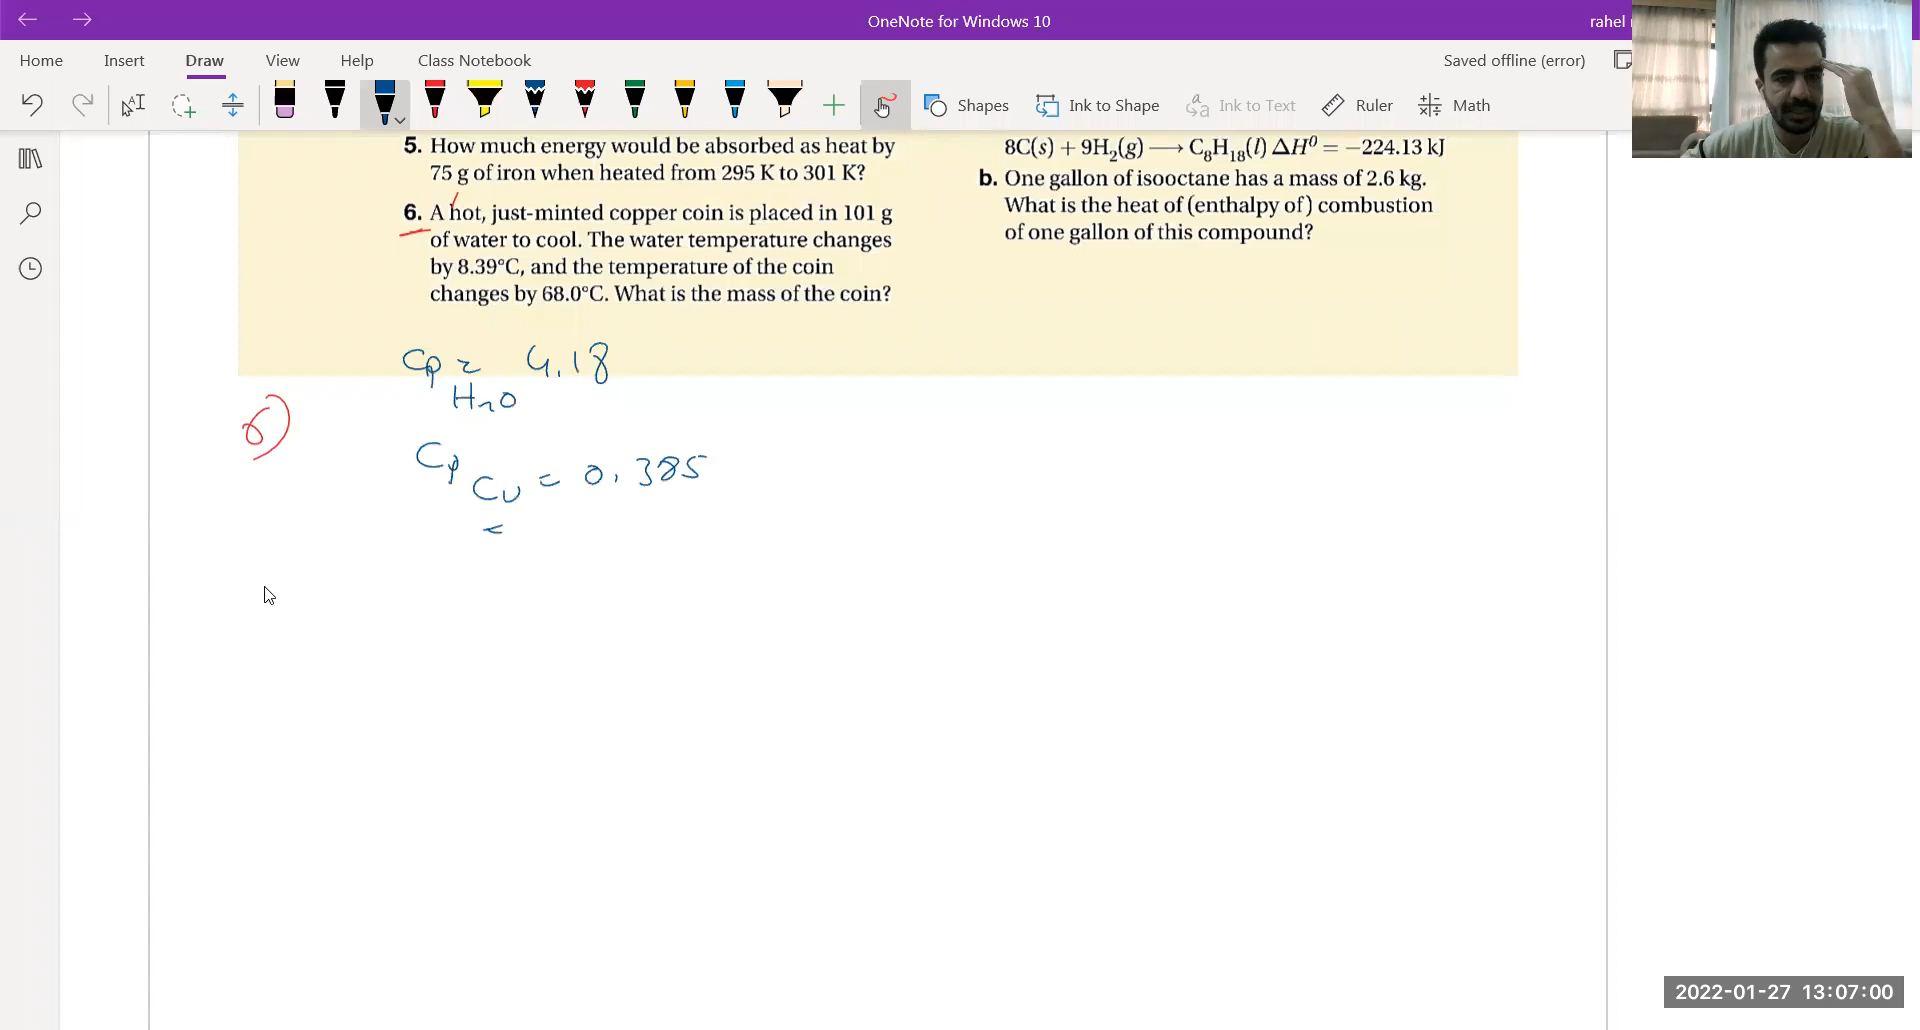 OneNote for Windows 10
rahel
Home Insert Draw View Help Class Notebook
Saved offline (error)
Shapes Ink to Shape Ink to Text Ruler Math
5. How much energy would be absorbed as heat by
75 g of iron when heated from 295 K to 301 K?
6. A hot, just-minted copper coin is placed in 101 g
of water to cool. The water temperature changes
by 8.39°C, and the temperature of the coin
changes by 68.0°C. What is the mass of the coin?
8C(s) + 9H₂(g) ⟶ C₈H₁₈(l) ΔH⁰ = −224.13 kJ
b. One gallon of isooctane has a mass of 2.6 kg.
What is the heat of (enthalpy of) combustion
of one gallon of this compound?
Cp = 4.18
H₂O
6)
Cp Cu = 0.385
2022-01-27 13:07:00